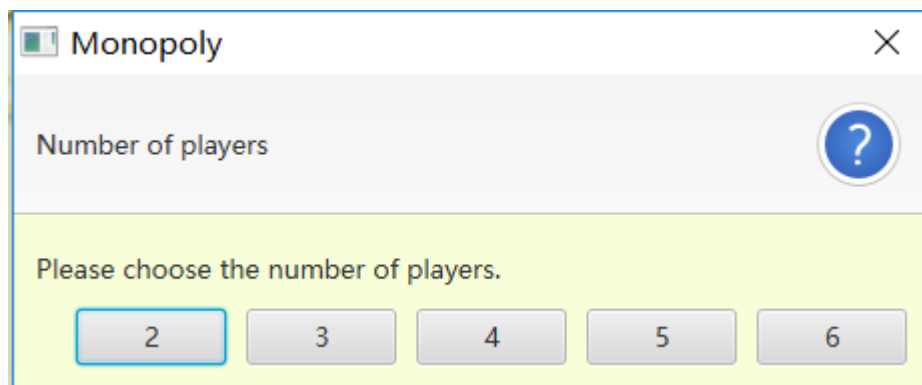 Monopoly
Number of players
?
Please choose the number of players.
2 3 4 5 6